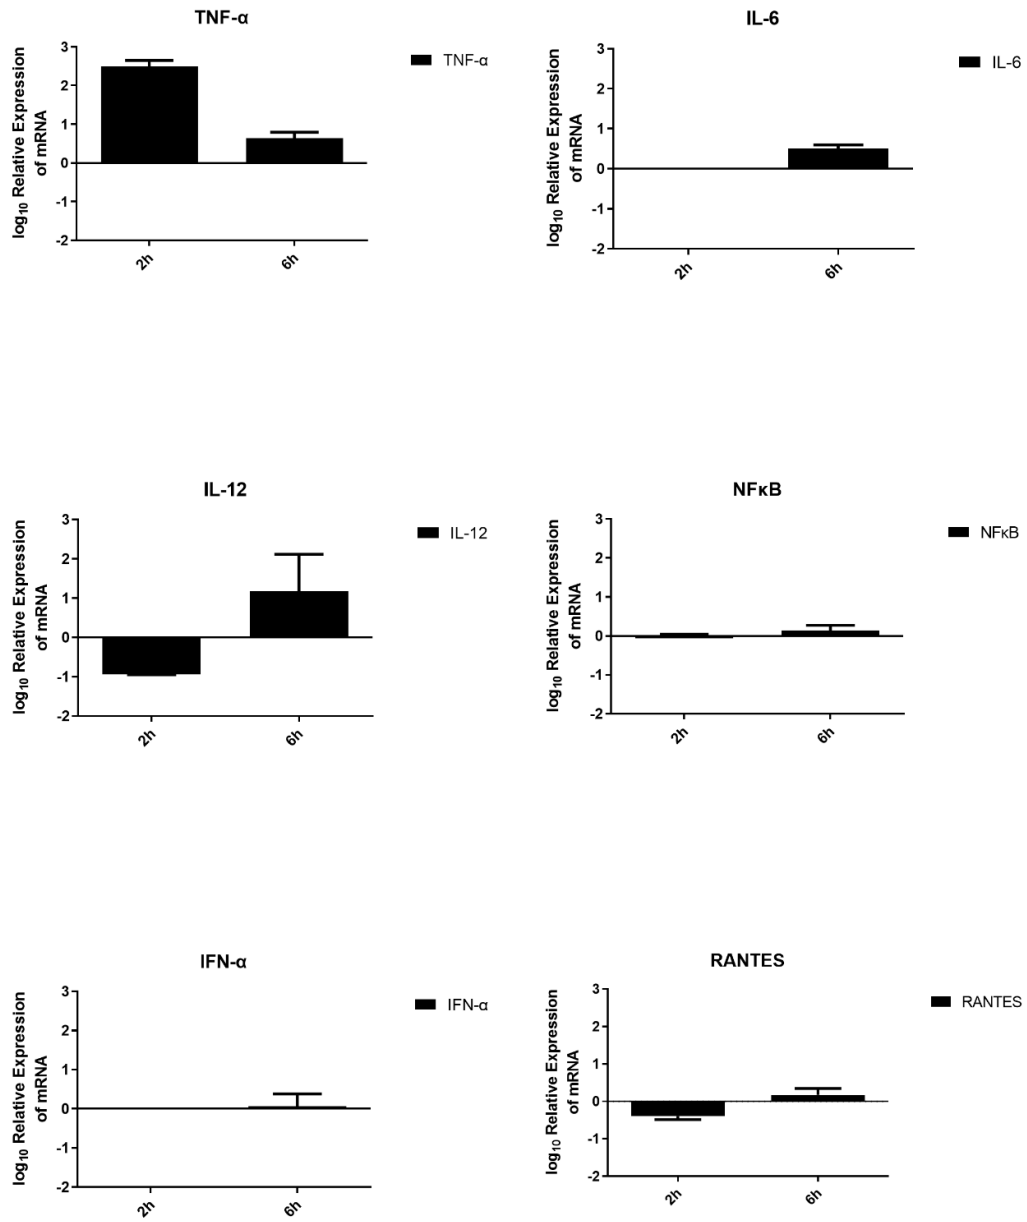 TNF-α
log10 Relative Expression
of mRNA
3
2
1
0
-1
-2
2h
6h
TNF-α
IL-6
log10 Relative Expression
of mRNA
3
2
1
0
-1
-2
2h
6h
IL-6
IL-12
log10 Relative Expression
of mRNA
3
2
1
0
-1
-2
2h
6h
IL-12
NFκB
log10 Relative Expression
of mRNA
3
2
1
0
-1
-2
2h
6h
NFκB
IFN-α
log10 Relative Expression
of mRNA
3
2
1
0
-1
-2
2h
6h
IFN-α
RANTES
log10 Relative Expression
of mRNA
3
2
1
0
-1
-2
2h
6h
RANTES